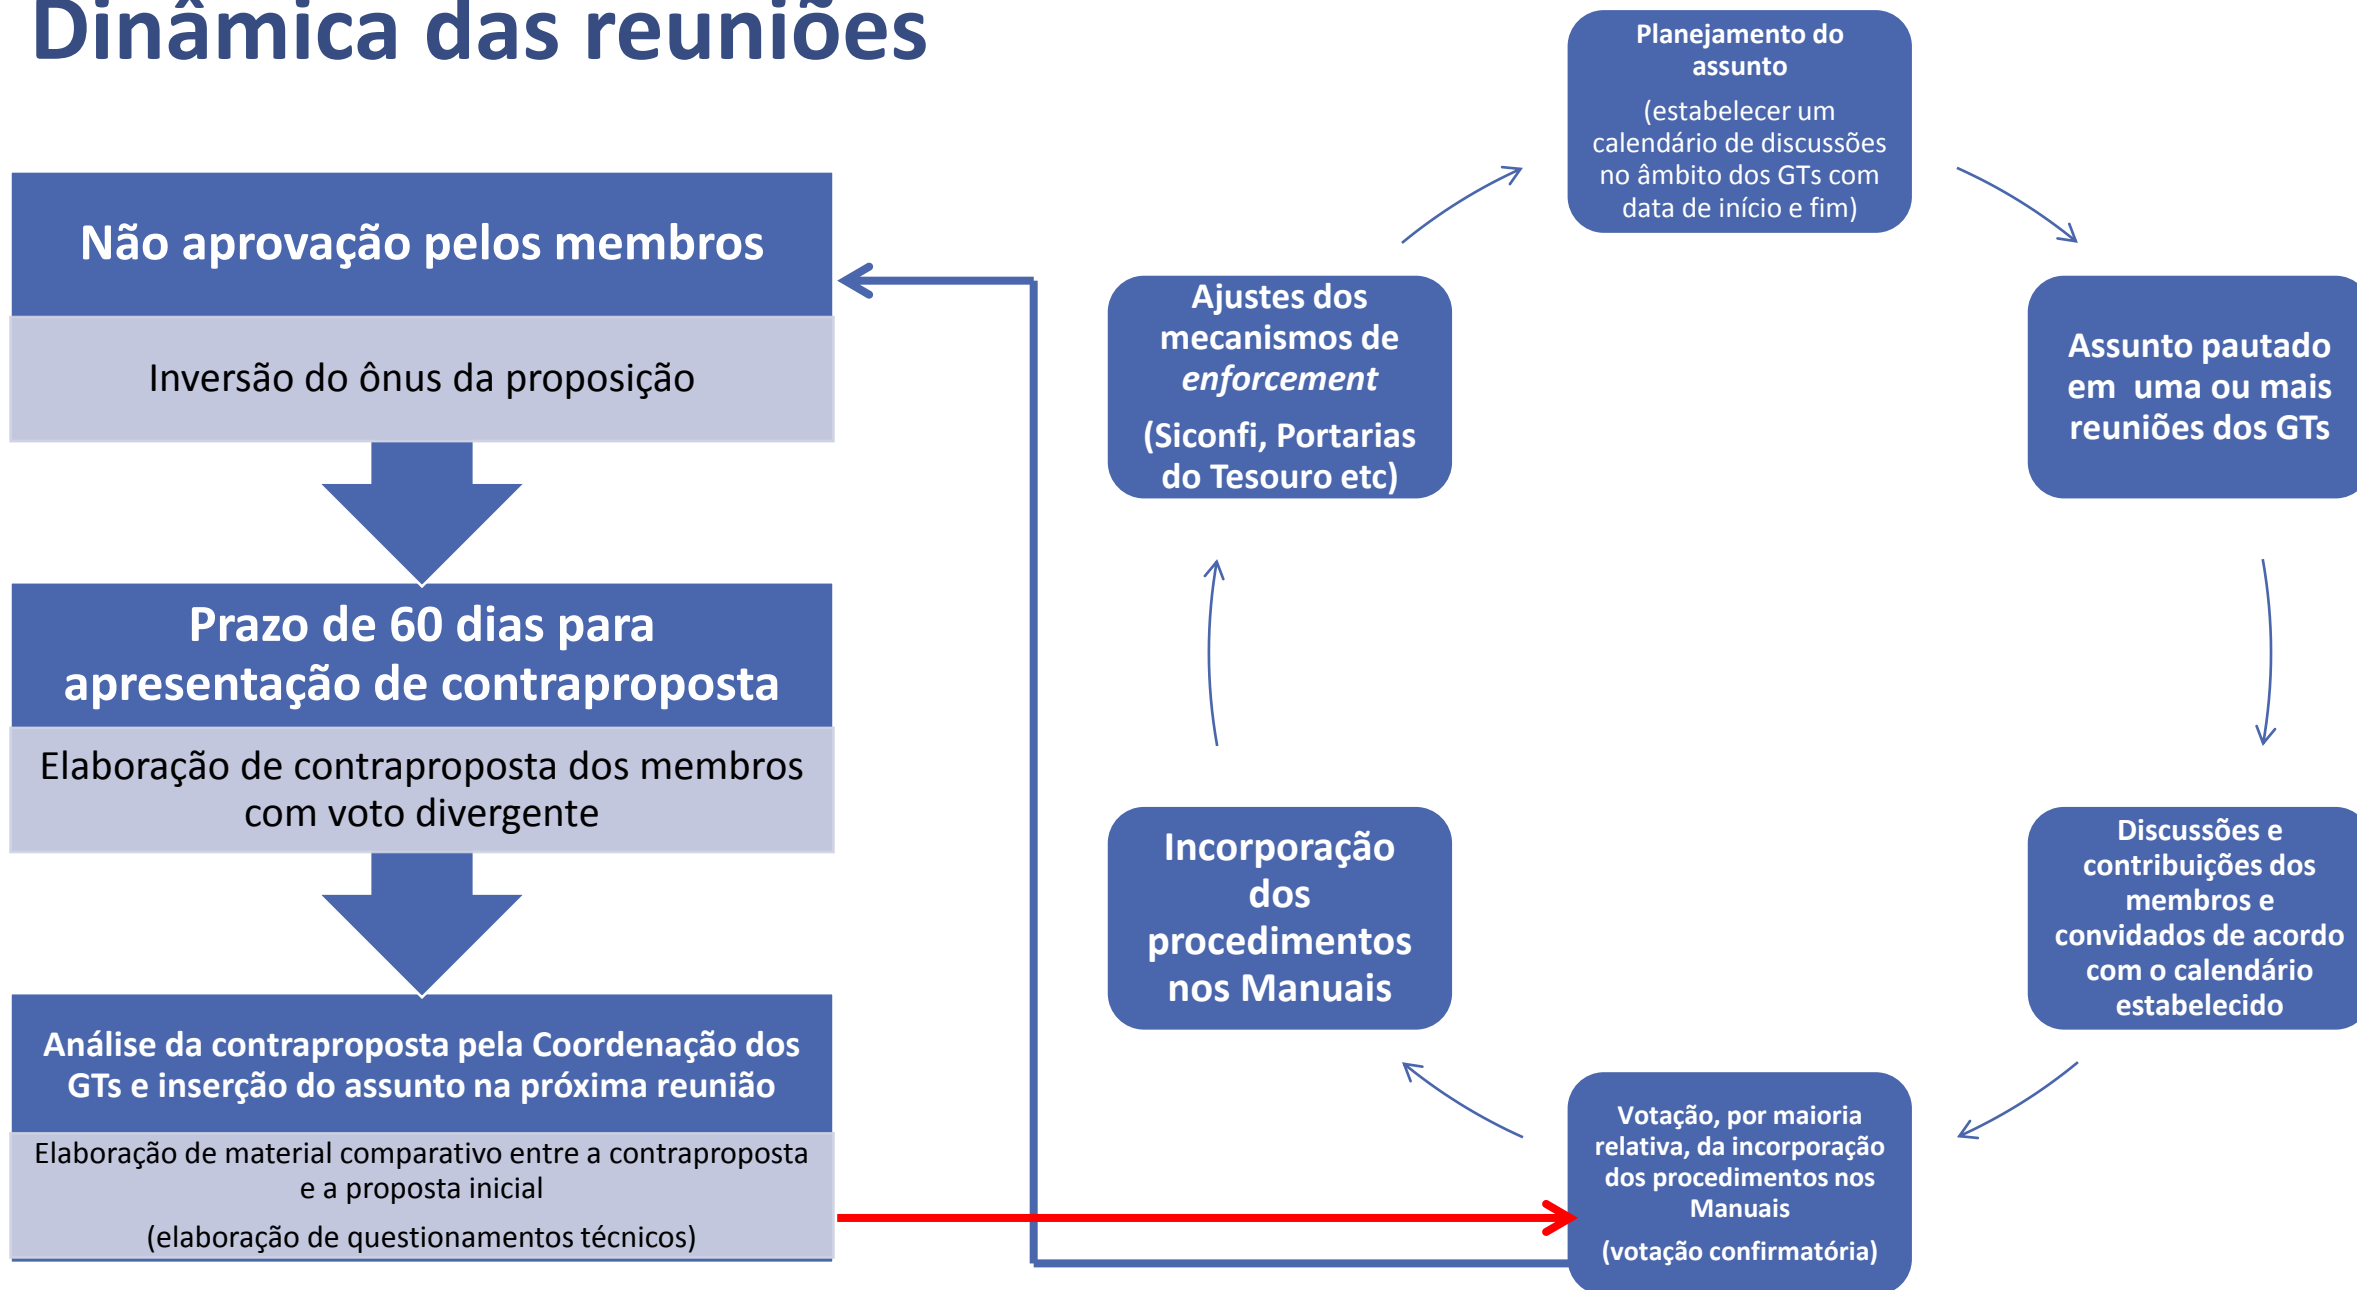 Dinâmica das reuniões
Não aprovação pelos membros
Inversão do ônus da proposição
Prazo de 60 dias para
apresentação de contraproposta
Elaboração de contraproposta dos membros
com voto divergente
Análise da contraproposta pela Coordenação dos
GTs e inserção do assunto na próxima reunião
Elaboração de material comparativo entre a contraproposta
e a proposta inicial
(elaboração de questionamentos técnicos)
Planejamento do
assunto
(estabelecer um
calendário de discussões
no âmbito dos GTs com
data de início e fim)
Assunto pautado
em uma ou mais
reuniões dos GTs
Discussões e
contribuições dos
membros e
convidados de acordo
com o calendário
estabelecido
Votação, por maioria
relativa, da incorporação
dos procedimentos nos
Manuais
(votação confirmatória)
Incorporação
dos
procedimentos
nos Manuais
Ajustes dos
mecanismos de
enforcement
(Siconfi, Portarias
do Tesouro etc)